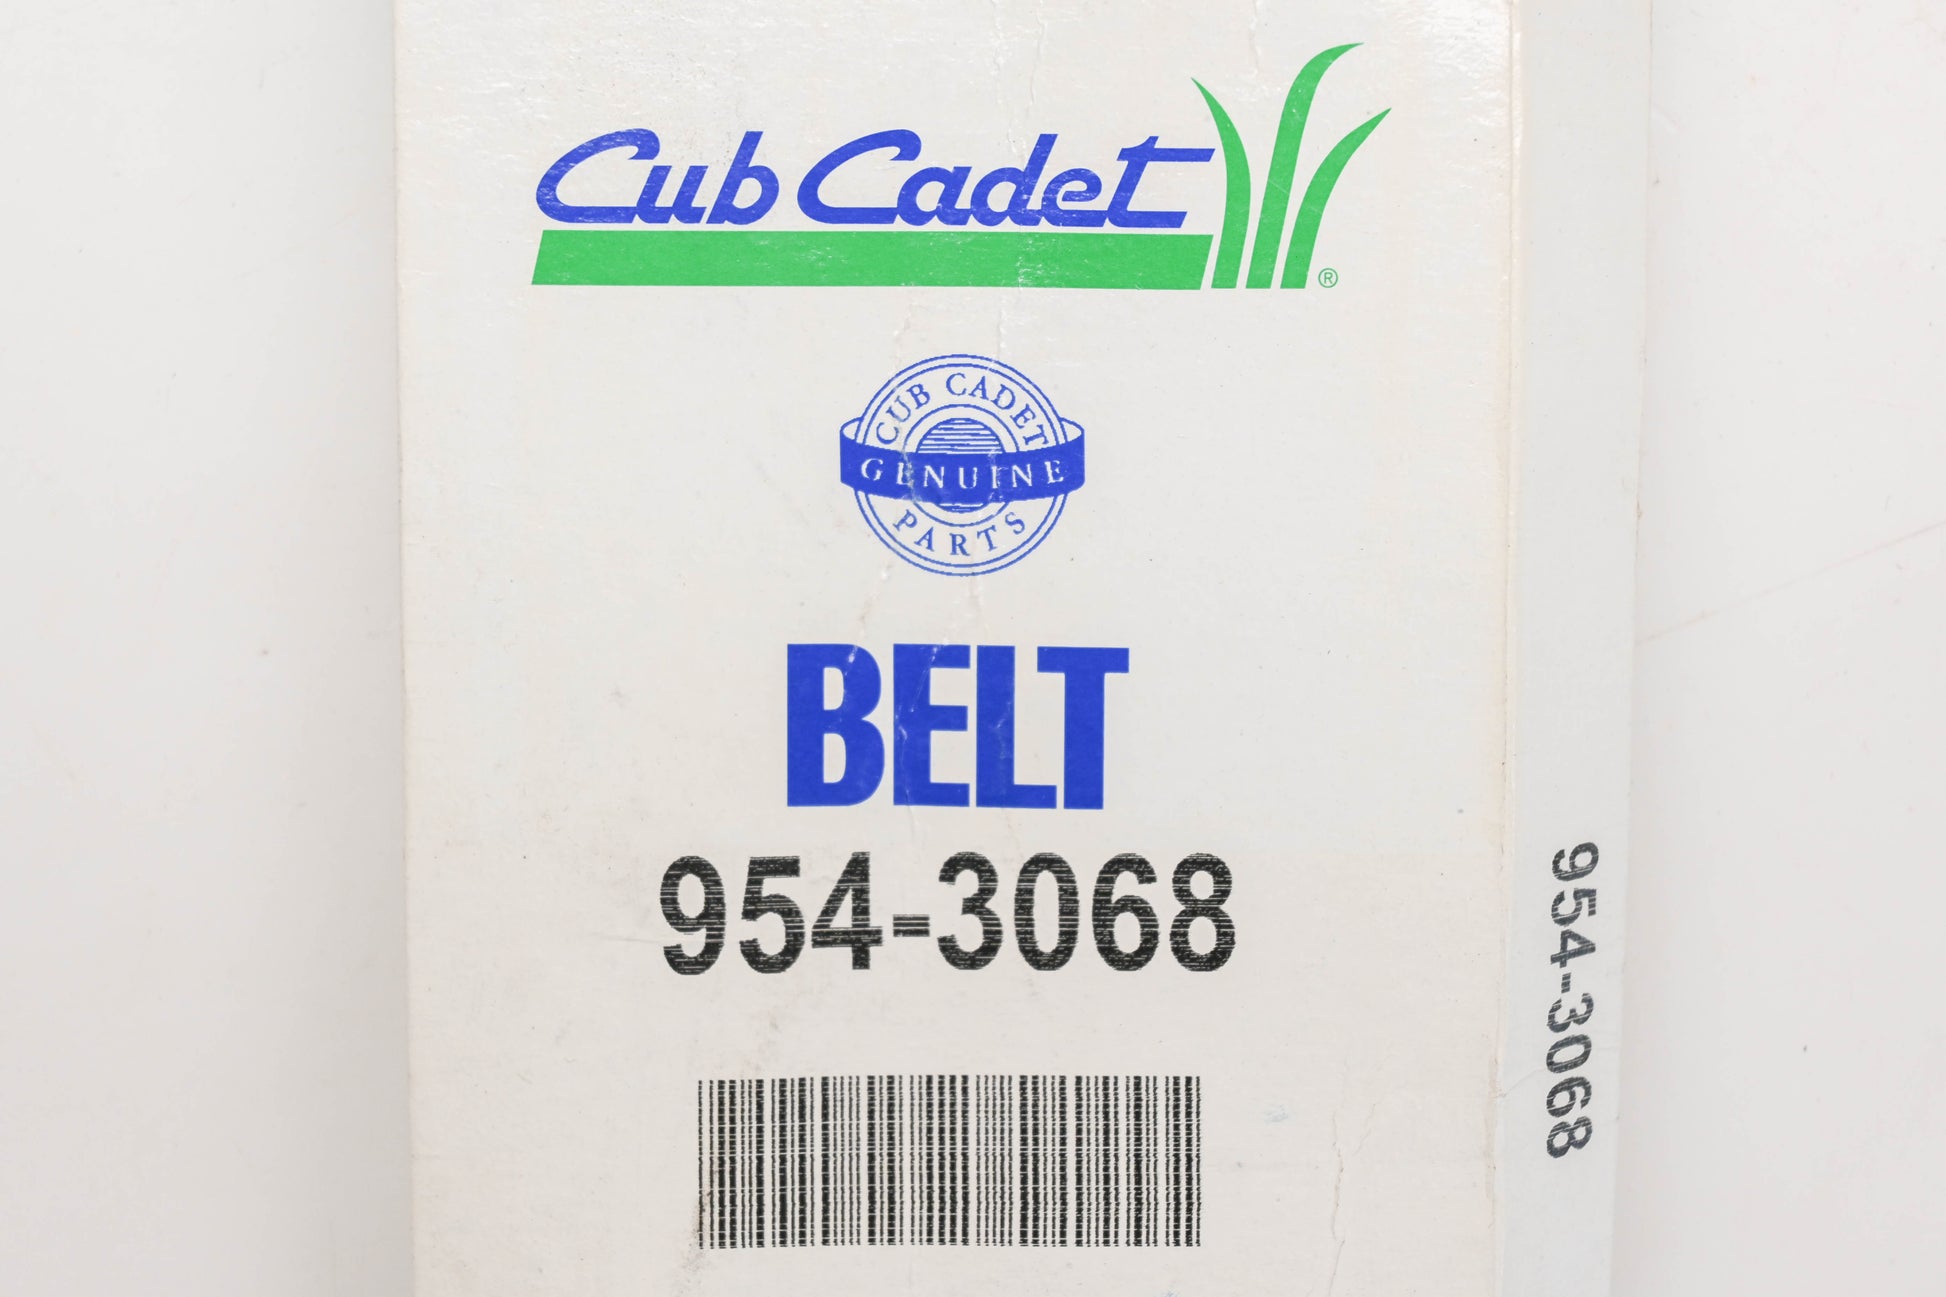 Cub Cadet
®
CUB CADET
GENUINE
PARTS
BELT
954-3068
954-3068